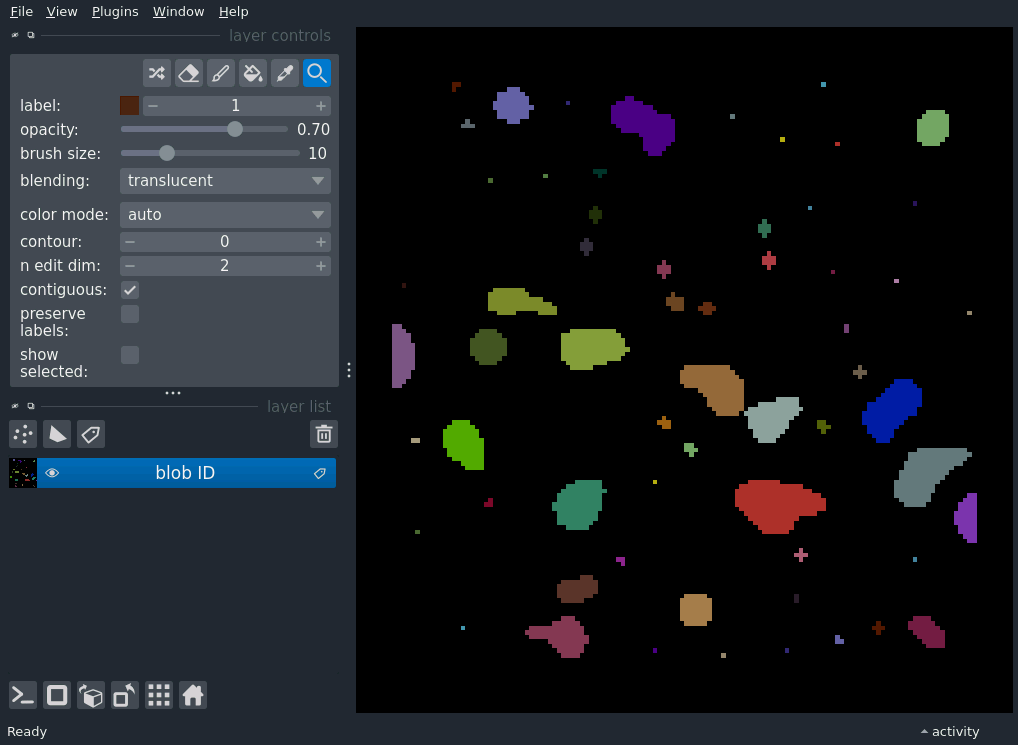 File View Plugins Window Help
layer controls
label: 1
opacity: 0.70
brush size: 10
blending: translucent
color mode: auto
contour: 0
n edit dim: 2
contiguous:
preserve
labels:
show
selected:
layer list
blob ID
Ready
activity